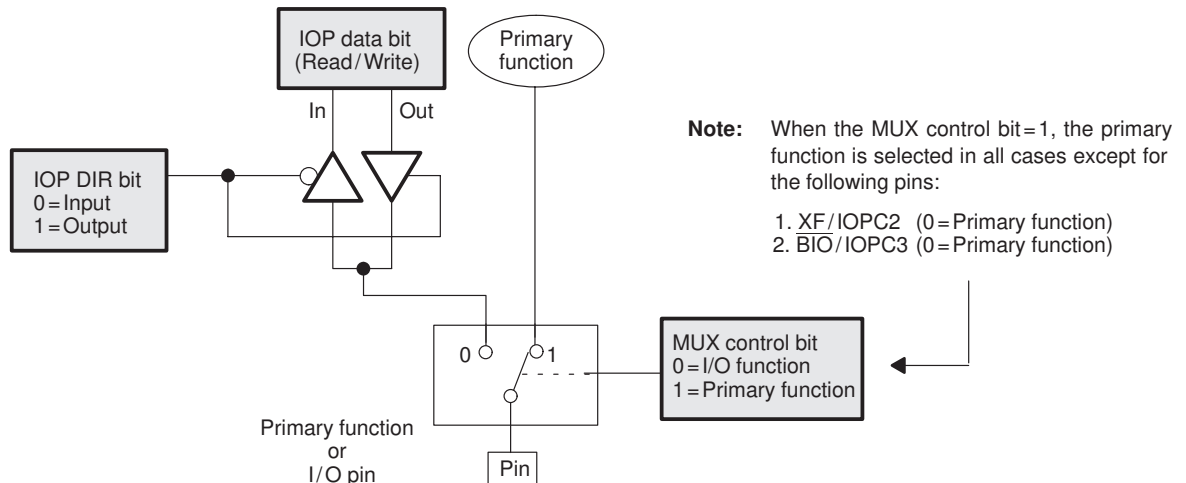 IOP data bit
(Read/Write)
Primary
function
In
Out
Note: When the MUX control bit=1, the primary
function is selected in all cases except for
the following pins:
1. XF/IOPC2 (0=Primary function)
2. B̅I̅O̅/IOPC3 (0=Primary function)
IOP DIR bit
0=Input
1=Output
0
1
MUX control bit
0=I/O function
1=Primary function
Primary function
or
I/O pin
Pin